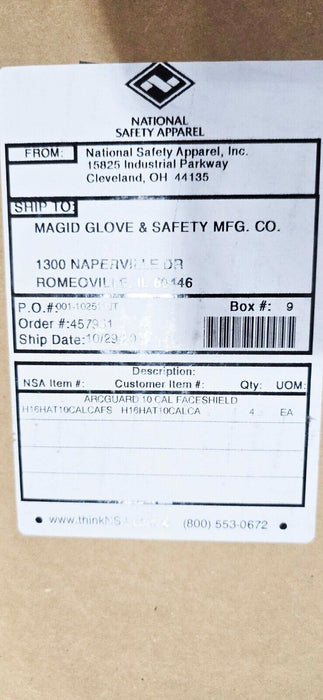 NATIONAL
SAFETY APPAREL
FROM: National Safety Apparel, Inc.
15825 Industrial Parkway
Cleveland, OH 44135
SHIP TO:
MAGID GLOVE & SAFETY MFG. CO.
1300 NAPERVILLE DR
ROMEOVILLE, IL 60446
P.O.# Box #: 9
Order #:
Ship Date:10/29/
Description:
NSA Item #: Customer Item #: Qty: UOM:
ARCGUARD 10 CAL FACESHIELD
H16HAT10CALCAFS H16HAT10CALCA 4 EA
(800) 553-0672